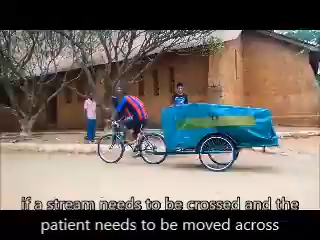 if a stream needs to be crossed and the
patient needs to be moved across